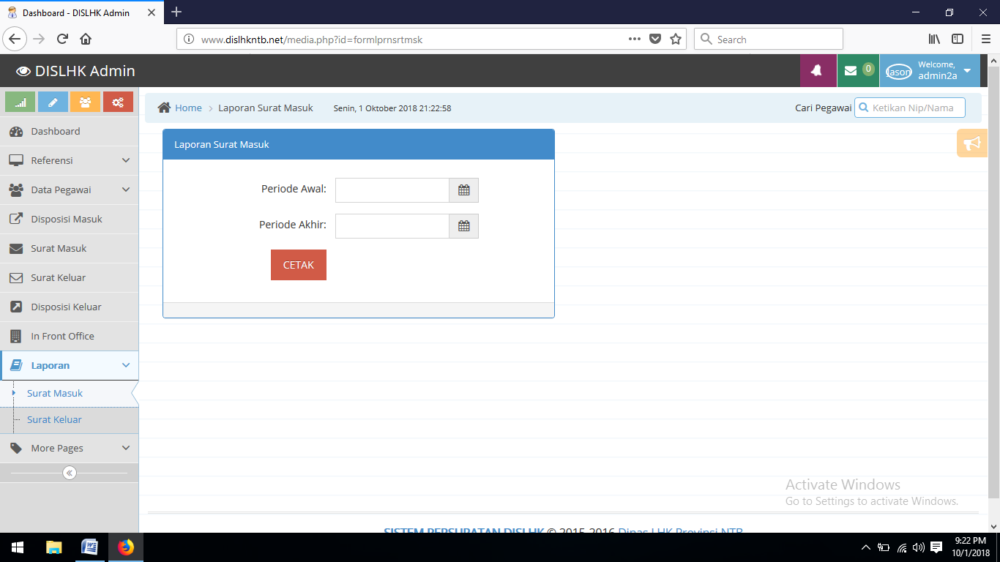 Dashboard - DISLHK Admin
www.dislhkntb.net/media.php?id=formlprnsrtmsk
Search
DISLHK Admin
0
Jason
Welcome,
admin2a
Home
Laporan Surat Masuk
Senin, 1 Oktober 2018 21:22:58
Cari Pegawai
Ketikan Nip/Nama
Dashboard
Referensi
Data Pegawai
Disposisi Masuk
Surat Masuk
Surat Keluar
Disposisi Keluar
In Front Office
Laporan
Surat Masuk
Surat Keluar
More Pages
Laporan Surat Masuk
Periode Awal:
Periode Akhir:
CETAK
Activate Windows
Go to Settings to activate Windows.
SISTEM PERSURATAN DISLHK © 2015-2016 Dinas LHK Provinsi NTB
9:22 PM
10/1/2018